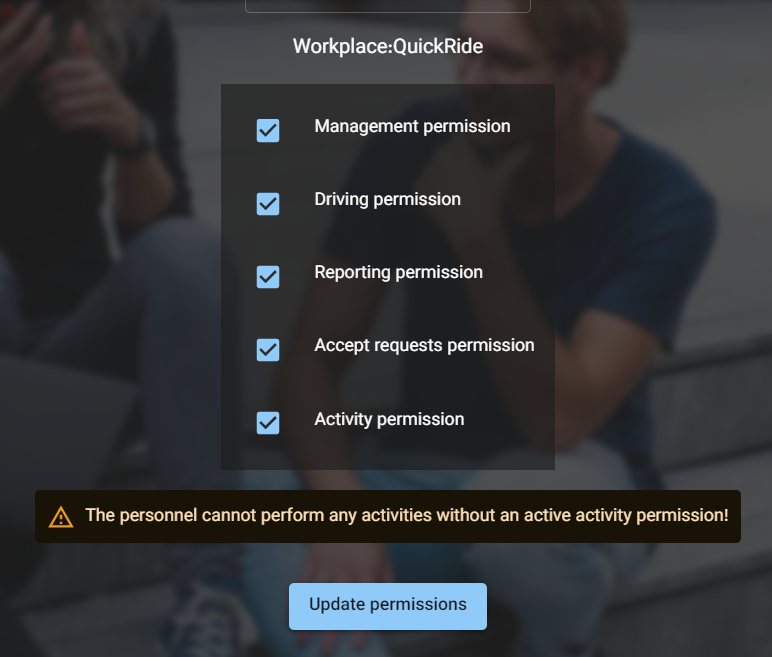 Workplace:QuickRide
Management permission
Driving permission
Reporting permission
Accept requests permission
Activity permission
The personnel cannot perform any activities without an active activity permission!
Update permissions